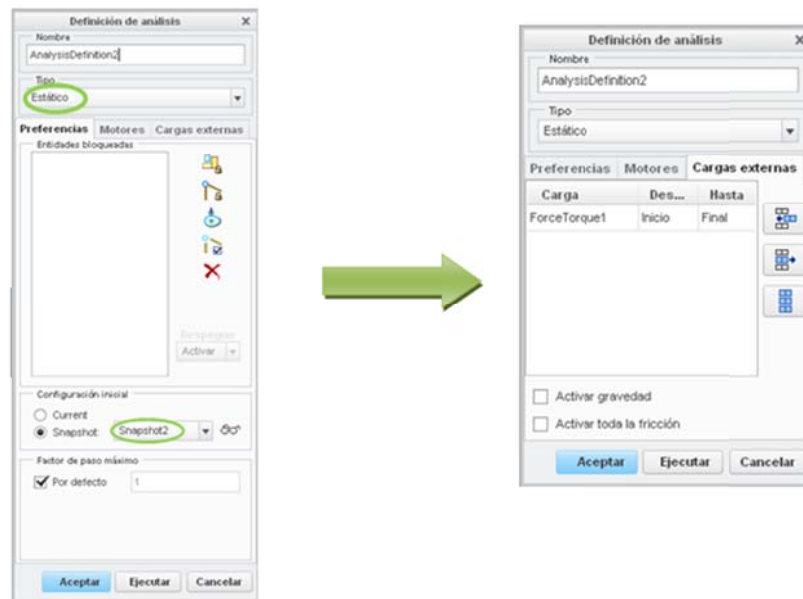 Definición de análisis
Nombre
AnalysisDefinition2
Tipo
Estático
Preferencias Motores Cargas externas
Entidades bloqueadas
Activar
Configuración inicial
Current
Snapshot: Snapshot2
Factor de paso máximo
Por defecto 1
Aceptar Ejecutar Cancelar
Definición de análisis
Nombre
AnalysisDefinition2
Tipo
Estático
Preferencias Motores Cargas externas
Carga Des... Hasta
ForceTorque1 Inicio Final
Activar gravedad
Activar toda la fricción
Aceptar Ejecutar Cancelar